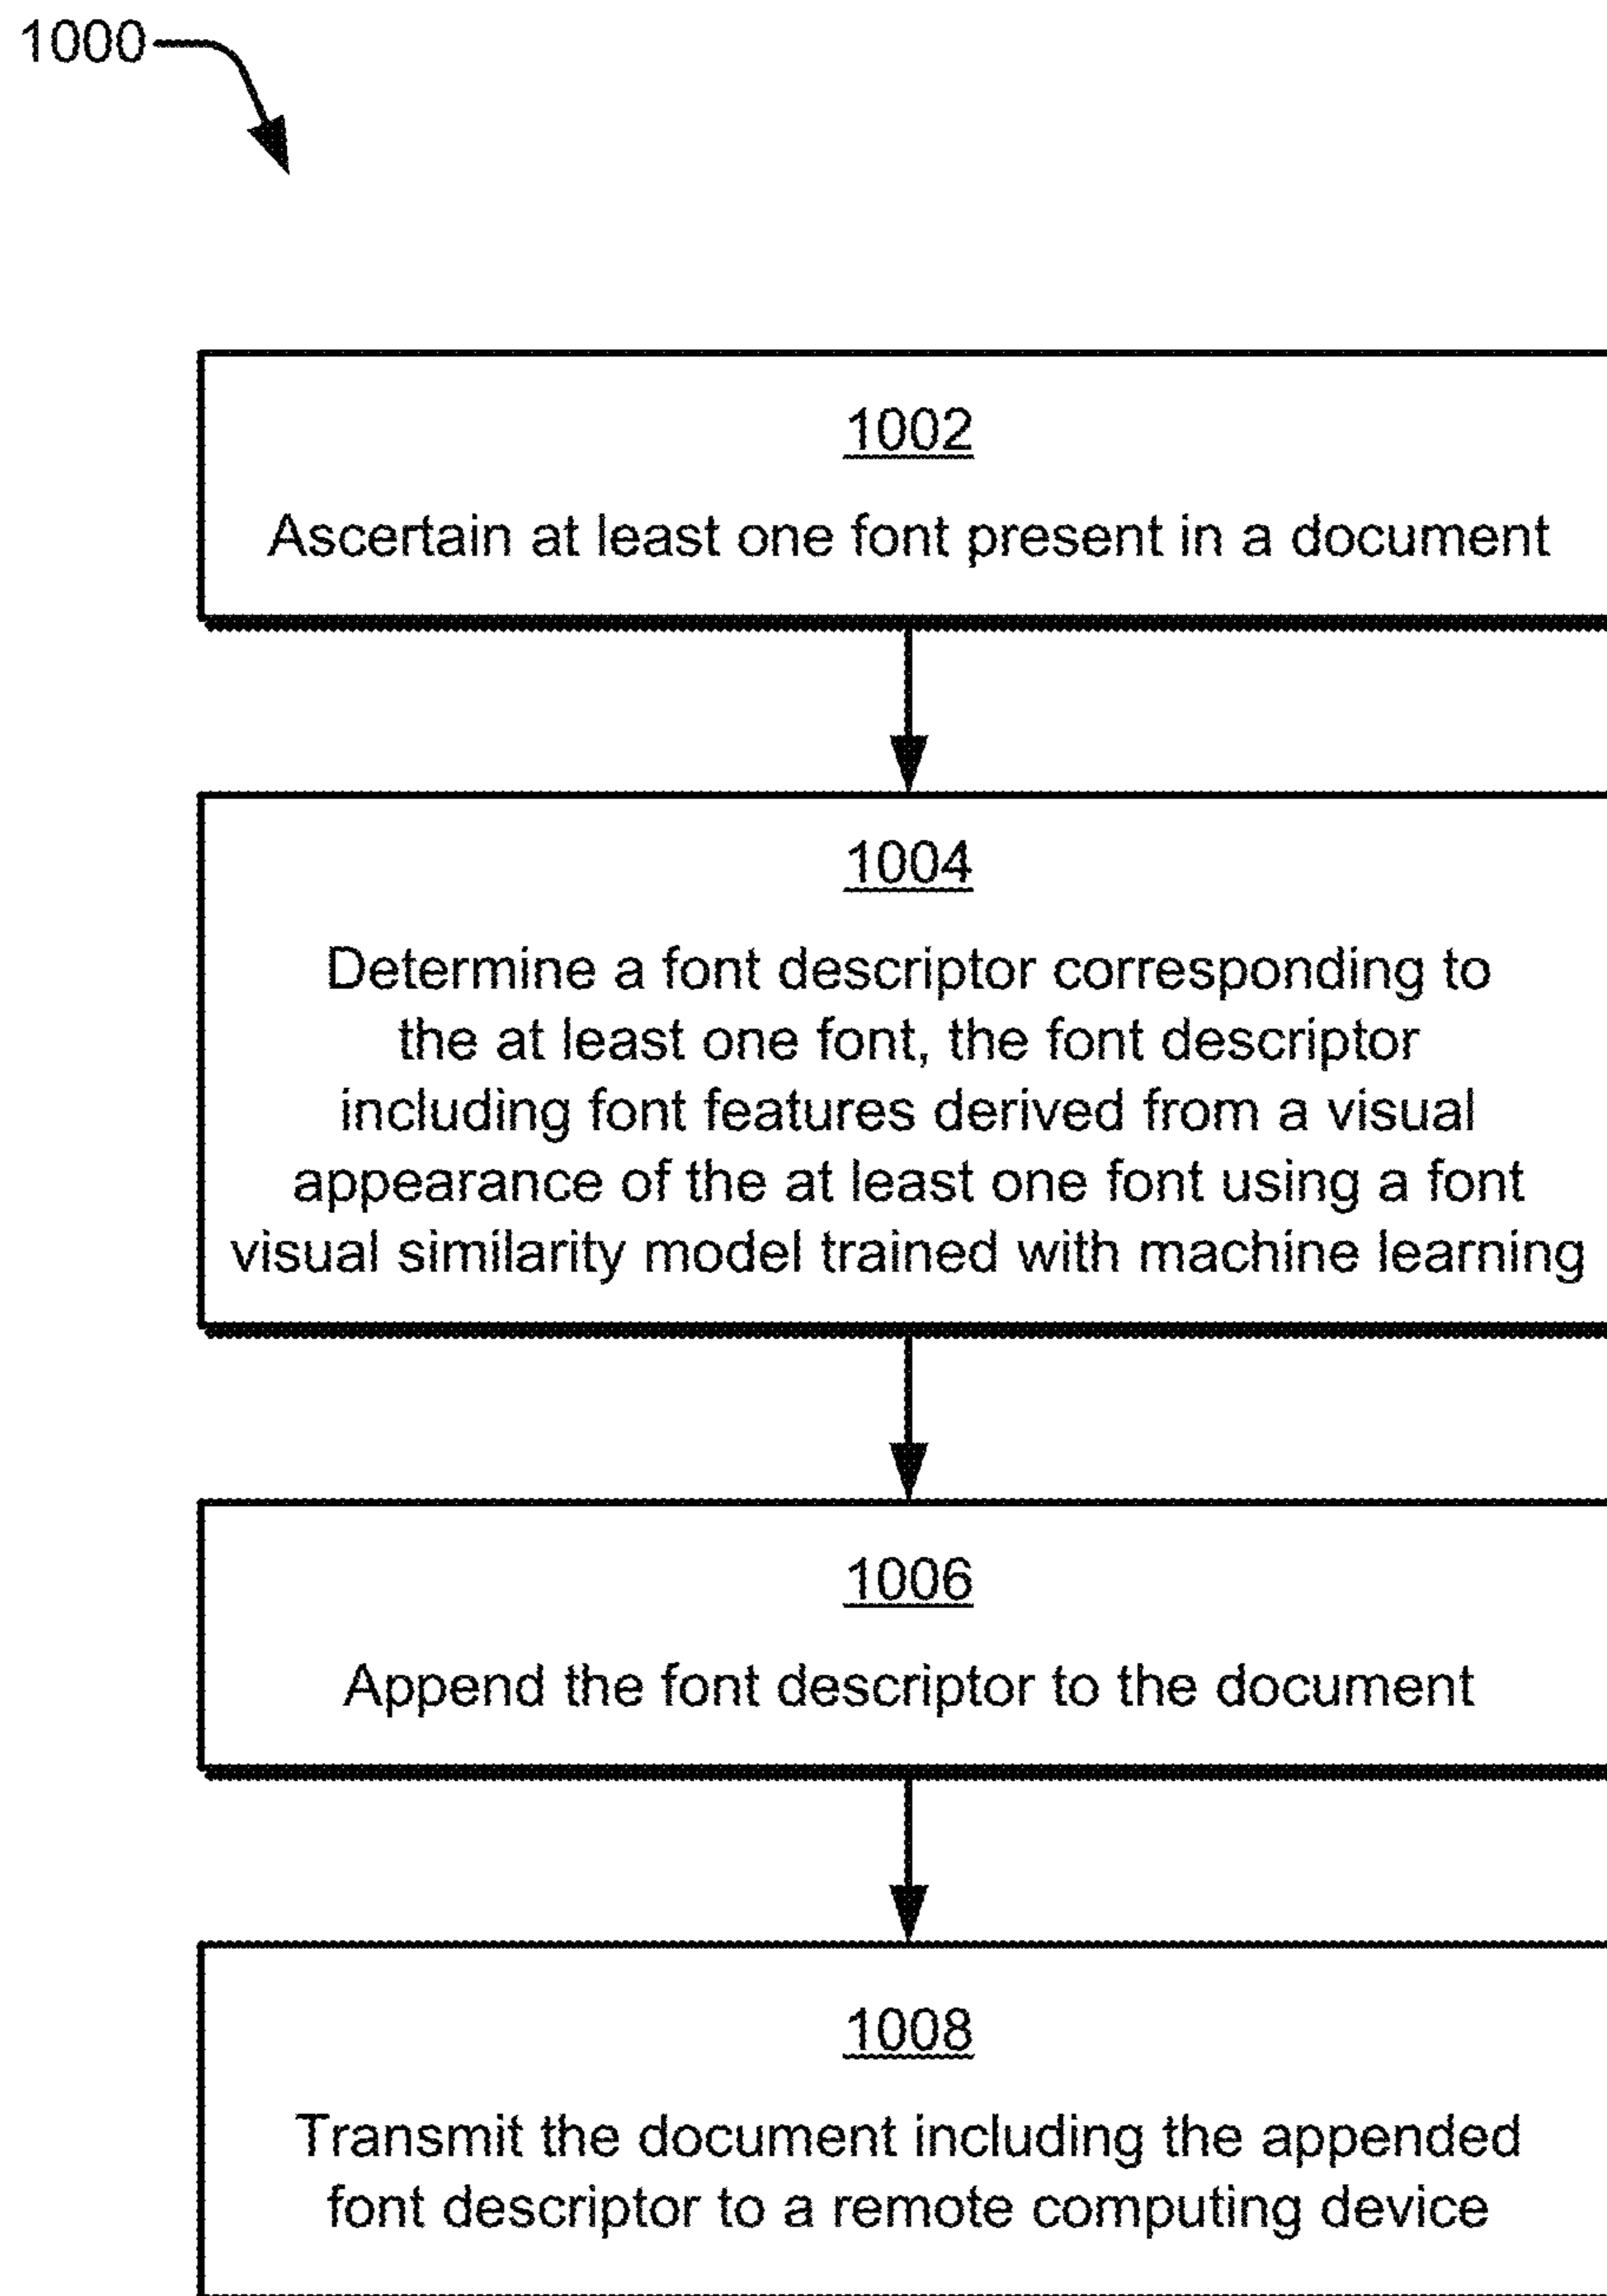 1000
1002
Ascertain at least one font present in a document
1004
Determine a font descriptor corresponding to
the at least one font, the font descriptor
including font features derived from a visual
appearance of the at least one font using a font
visual similarity model trained with machine learning
1006
Append the font descriptor to the document
1008
Transmit the document including the appended
font descriptor to a remote computing device